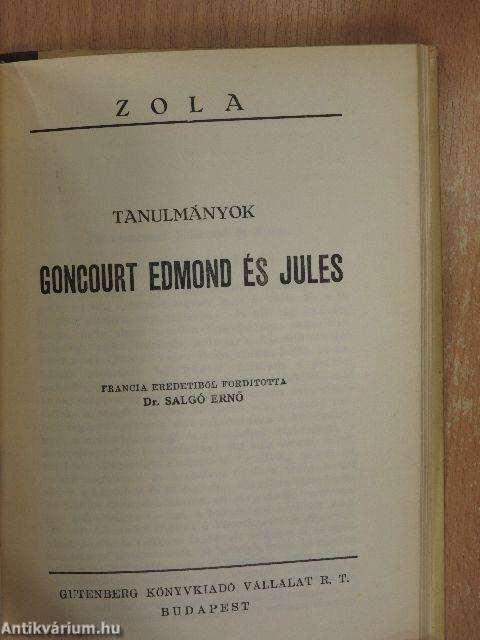 ZOLA
TANULMÁNYOK
GONCOURT EDMOND ÉS JULES
FRANCIA EREDETIBŐL FORDITOTTA
Dr. SALGÓ ERNŐ
GUTENBERG KÖNYVKIADÓ VÁLLALAT R. T.
BUDAPEST
Antikvárium.hu